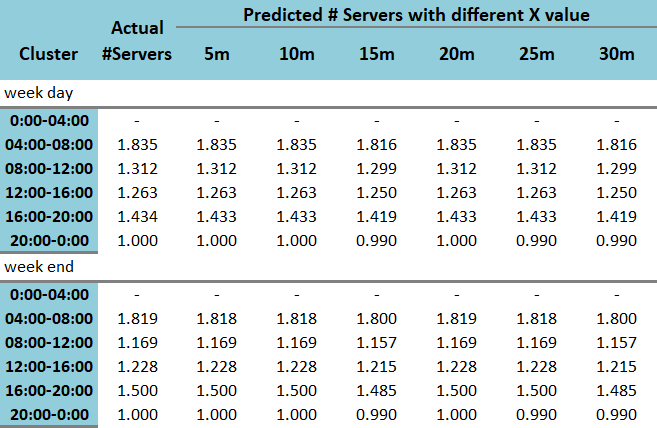 Predicted # Servers with different X value
Cluster Actual #Servers 5m 10m 15m 20m 25m 30m
week day
0:00-04:00 - - - - - - -
04:00-08:00 1.835 1.835 1.835 1.816 1.835 1.835 1.816
08:00-12:00 1.312 1.312 1.312 1.299 1.312 1.312 1.299
12:00-16:00 1.263 1.263 1.263 1.250 1.263 1.263 1.250
16:00-20:00 1.434 1.433 1.433 1.419 1.433 1.433 1.419
20:00-0:00 1.000 1.000 1.000 0.990 1.000 0.990 0.990
week end
0:00-04:00 - - - - - - -
04:00-08:00 1.819 1.818 1.818 1.800 1.819 1.818 1.800
08:00-12:00 1.169 1.169 1.169 1.157 1.169 1.169 1.157
12:00-16:00 1.228 1.228 1.228 1.215 1.228 1.228 1.215
16:00-20:00 1.500 1.500 1.500 1.485 1.500 1.500 1.485
20:00-0:00 1.000 1.000 1.000 0.990 1.000 0.990 0.990